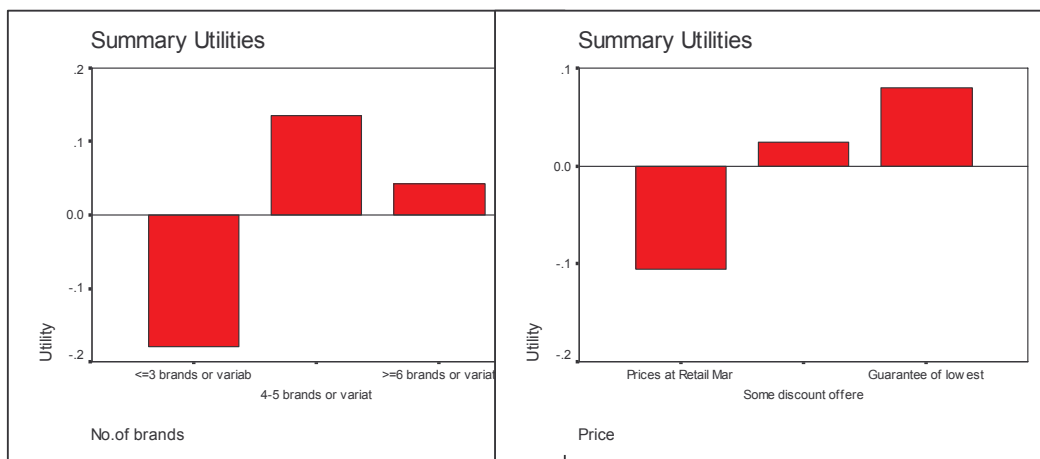 Summary Utilities
.2
.1
0.0
-.1
-.2
Utility
<=3 brands or variab
>=6 brands or variat
4-5 brands or variat
No.of brands
Summary Utilities
.1
0.0
-.1
-.2
Utility
Prices at Retail Mar
Guarantee of lowest
Some discount offere
Price